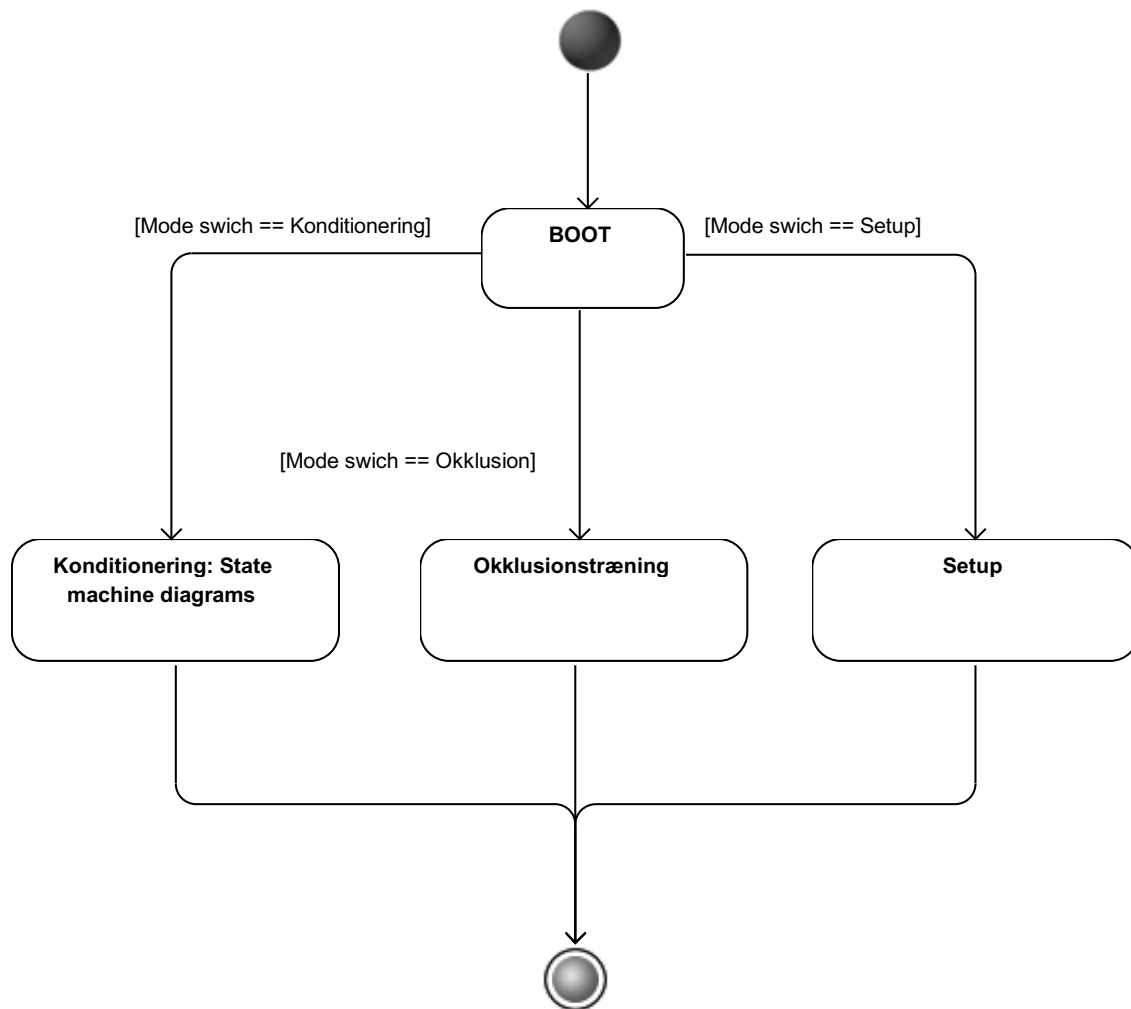 [Mode swich == Konditionering]
BOOT
[Mode swich == Setup]
[Mode swich == Okklusion]
Konditionering: State
machine diagrams
Okklusionstræning
Setup